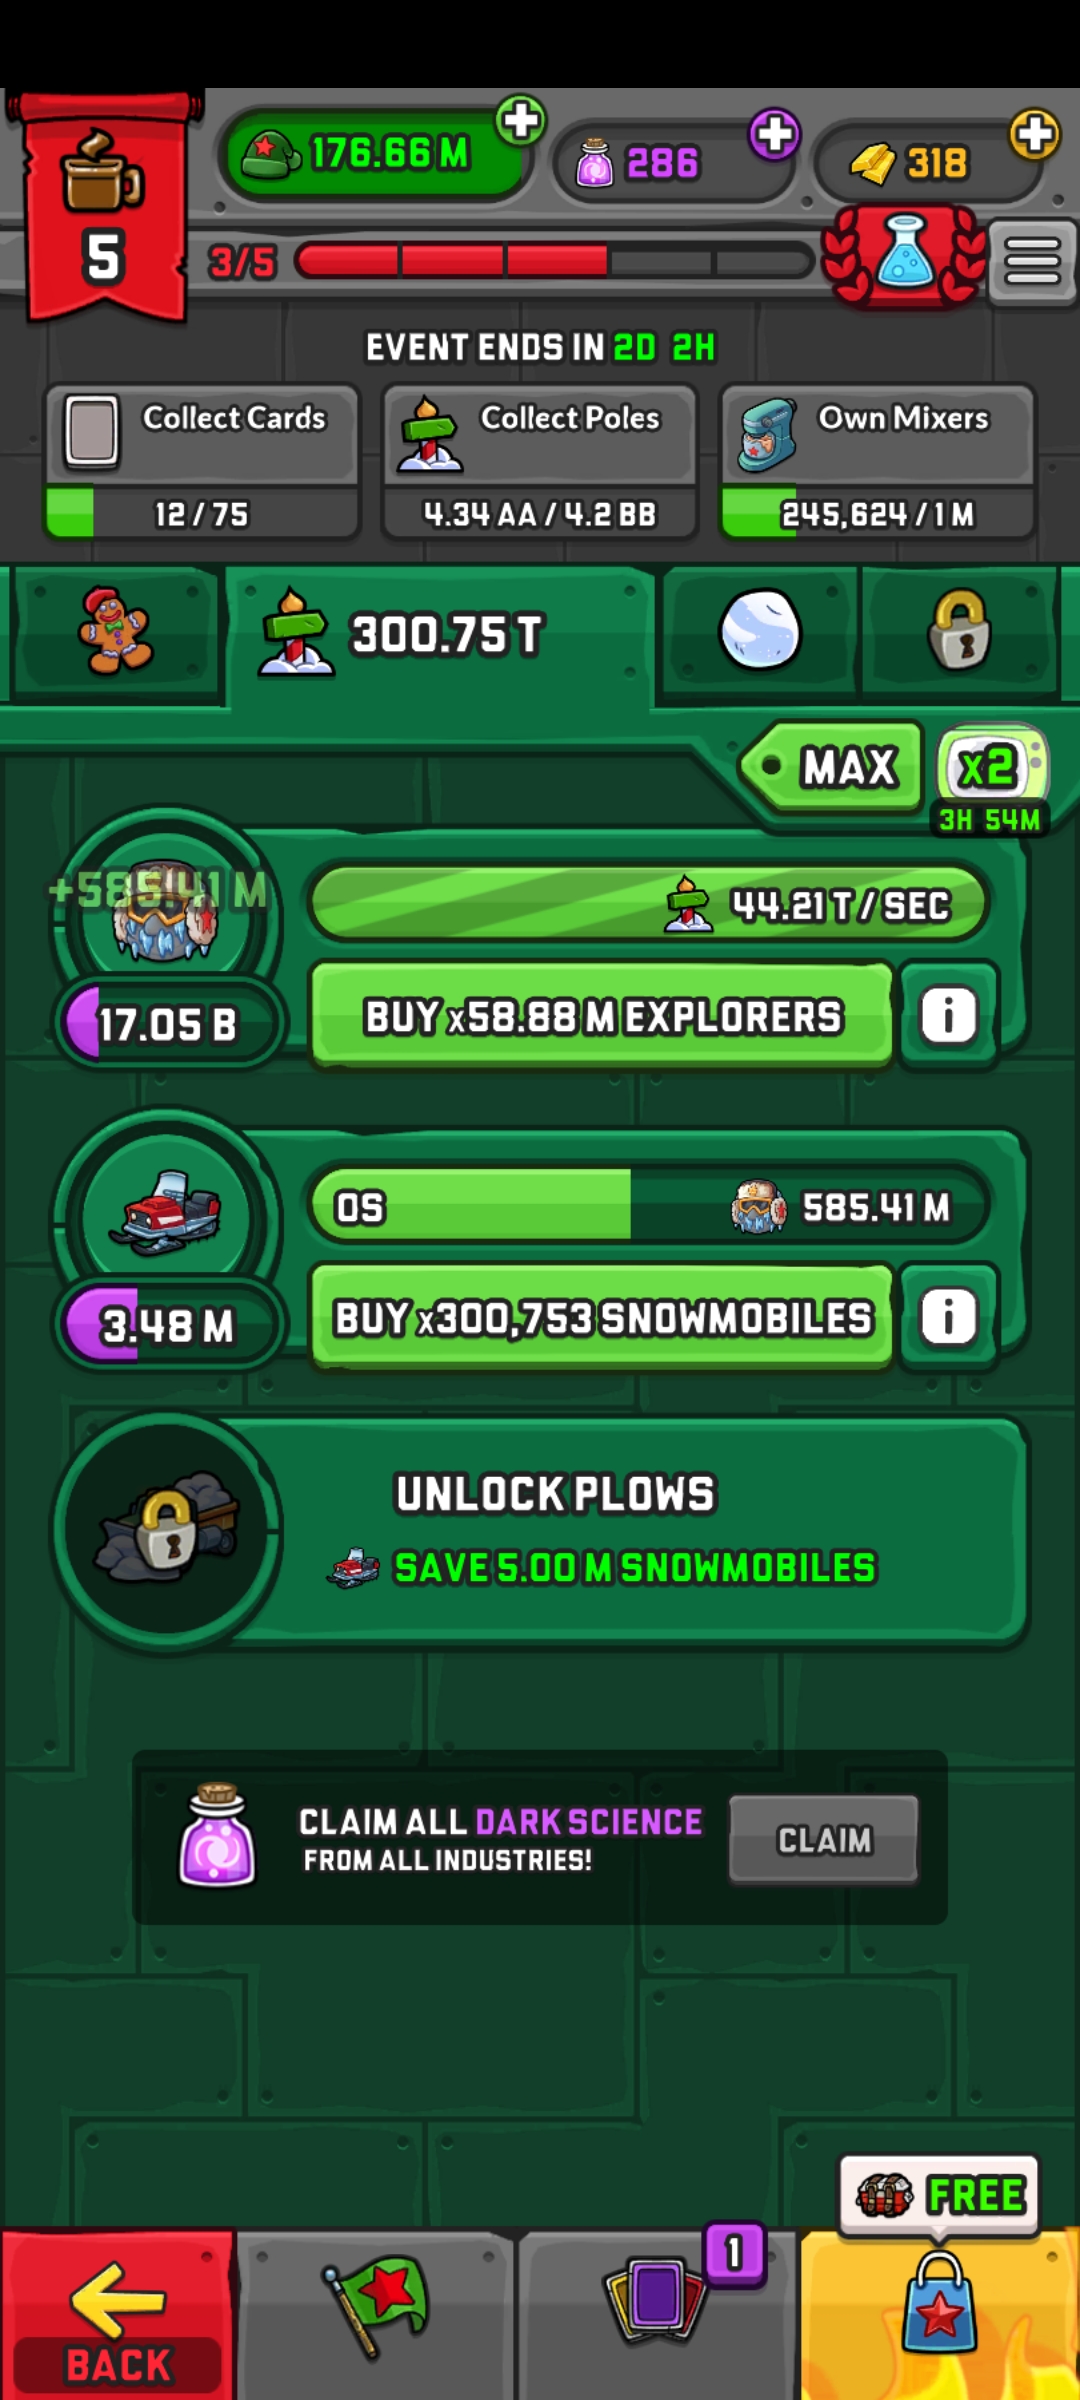 176.66 M
286
318
5
3/5
EVENT ENDS IN 2D 2H
Collect Cards
12 / 75
Collect Poles
4.34 AA / 4.2 BB
Own Mixers
245,624 / 1 M
300.75 T
MAX
x2
3H 54M
+585.41 M
44.21 T / SEC
17.05 B
BUY x58.88 M EXPLORERS
i
0S
585.41 M
3.48 M
BUY x300,753 SNOWMOBILES
i
UNLOCK PLOWS
SAVE 5.00 M SNOWMOBILES
CLAIM ALL DARK SCIENCE
FROM ALL INDUSTRIES!
CLAIM
FREE
1
BACK